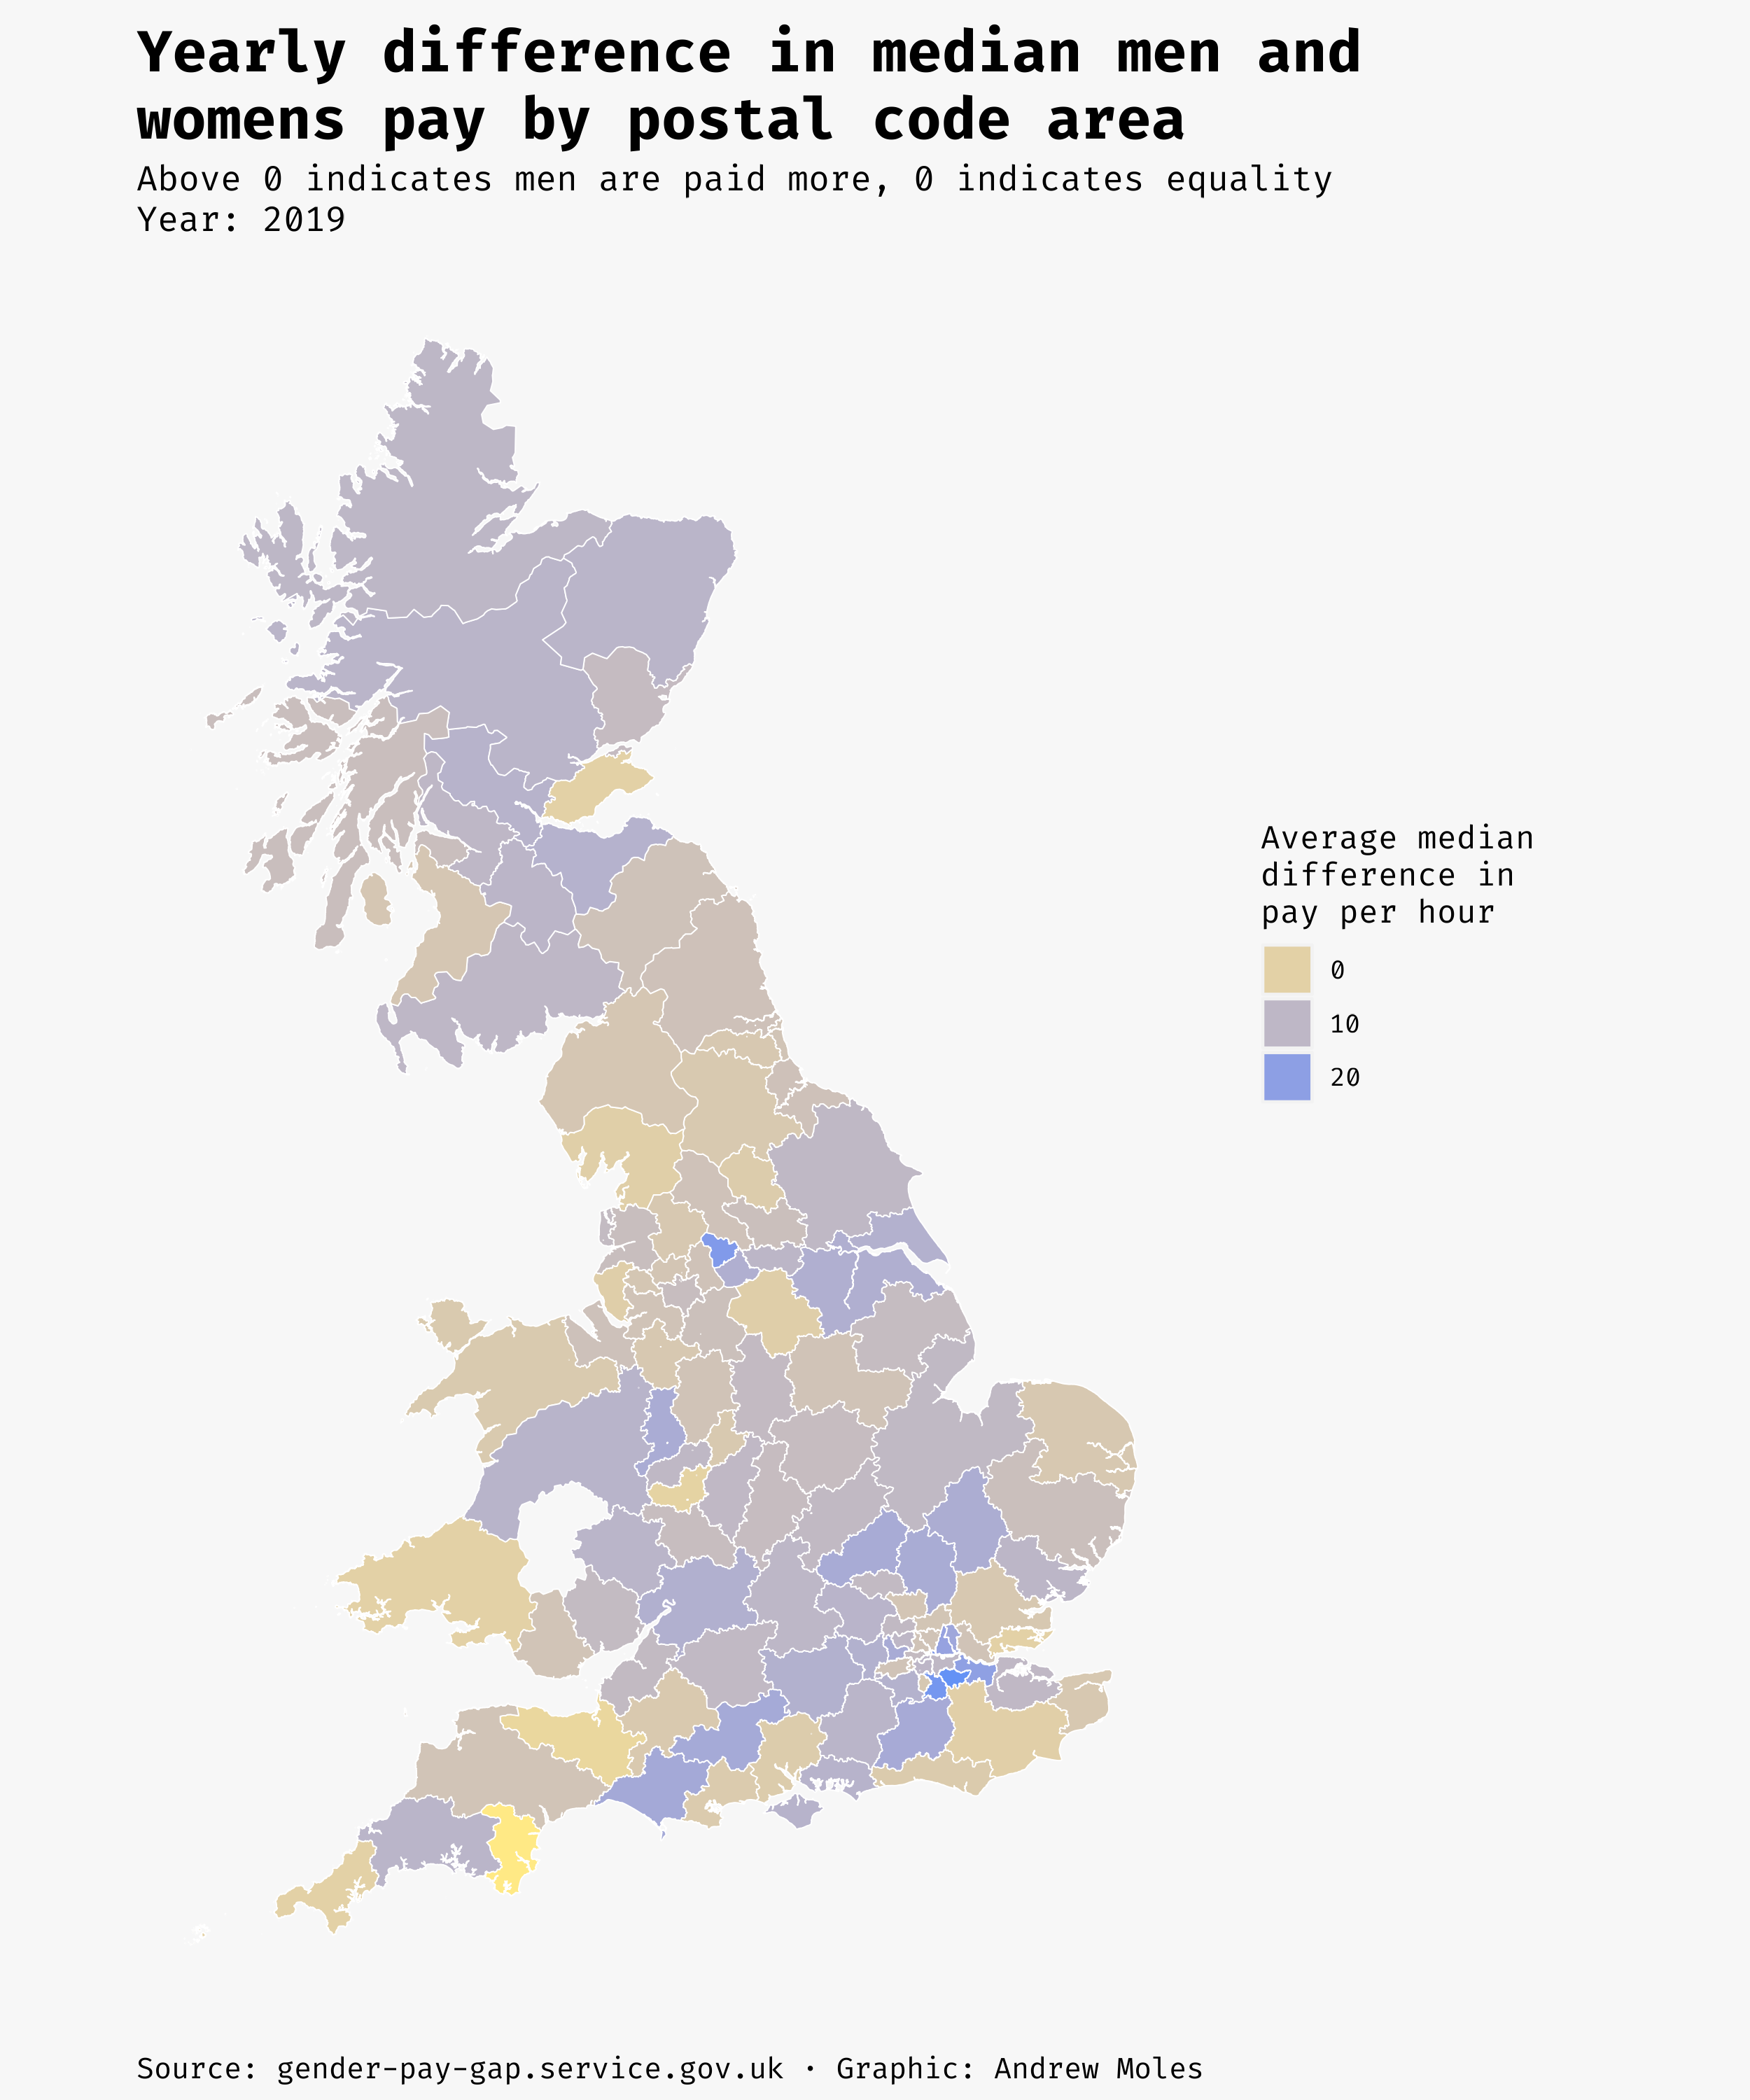 Yearly difference in median men and
womens pay by postal code area
Above 0 indicates men are paid more, 0 indicates equality
Year: 2019
Average median
difference in
pay per hour
0
10
20
Source: gender-pay-gap.service.gov.uk · Graphic: Andrew Moles